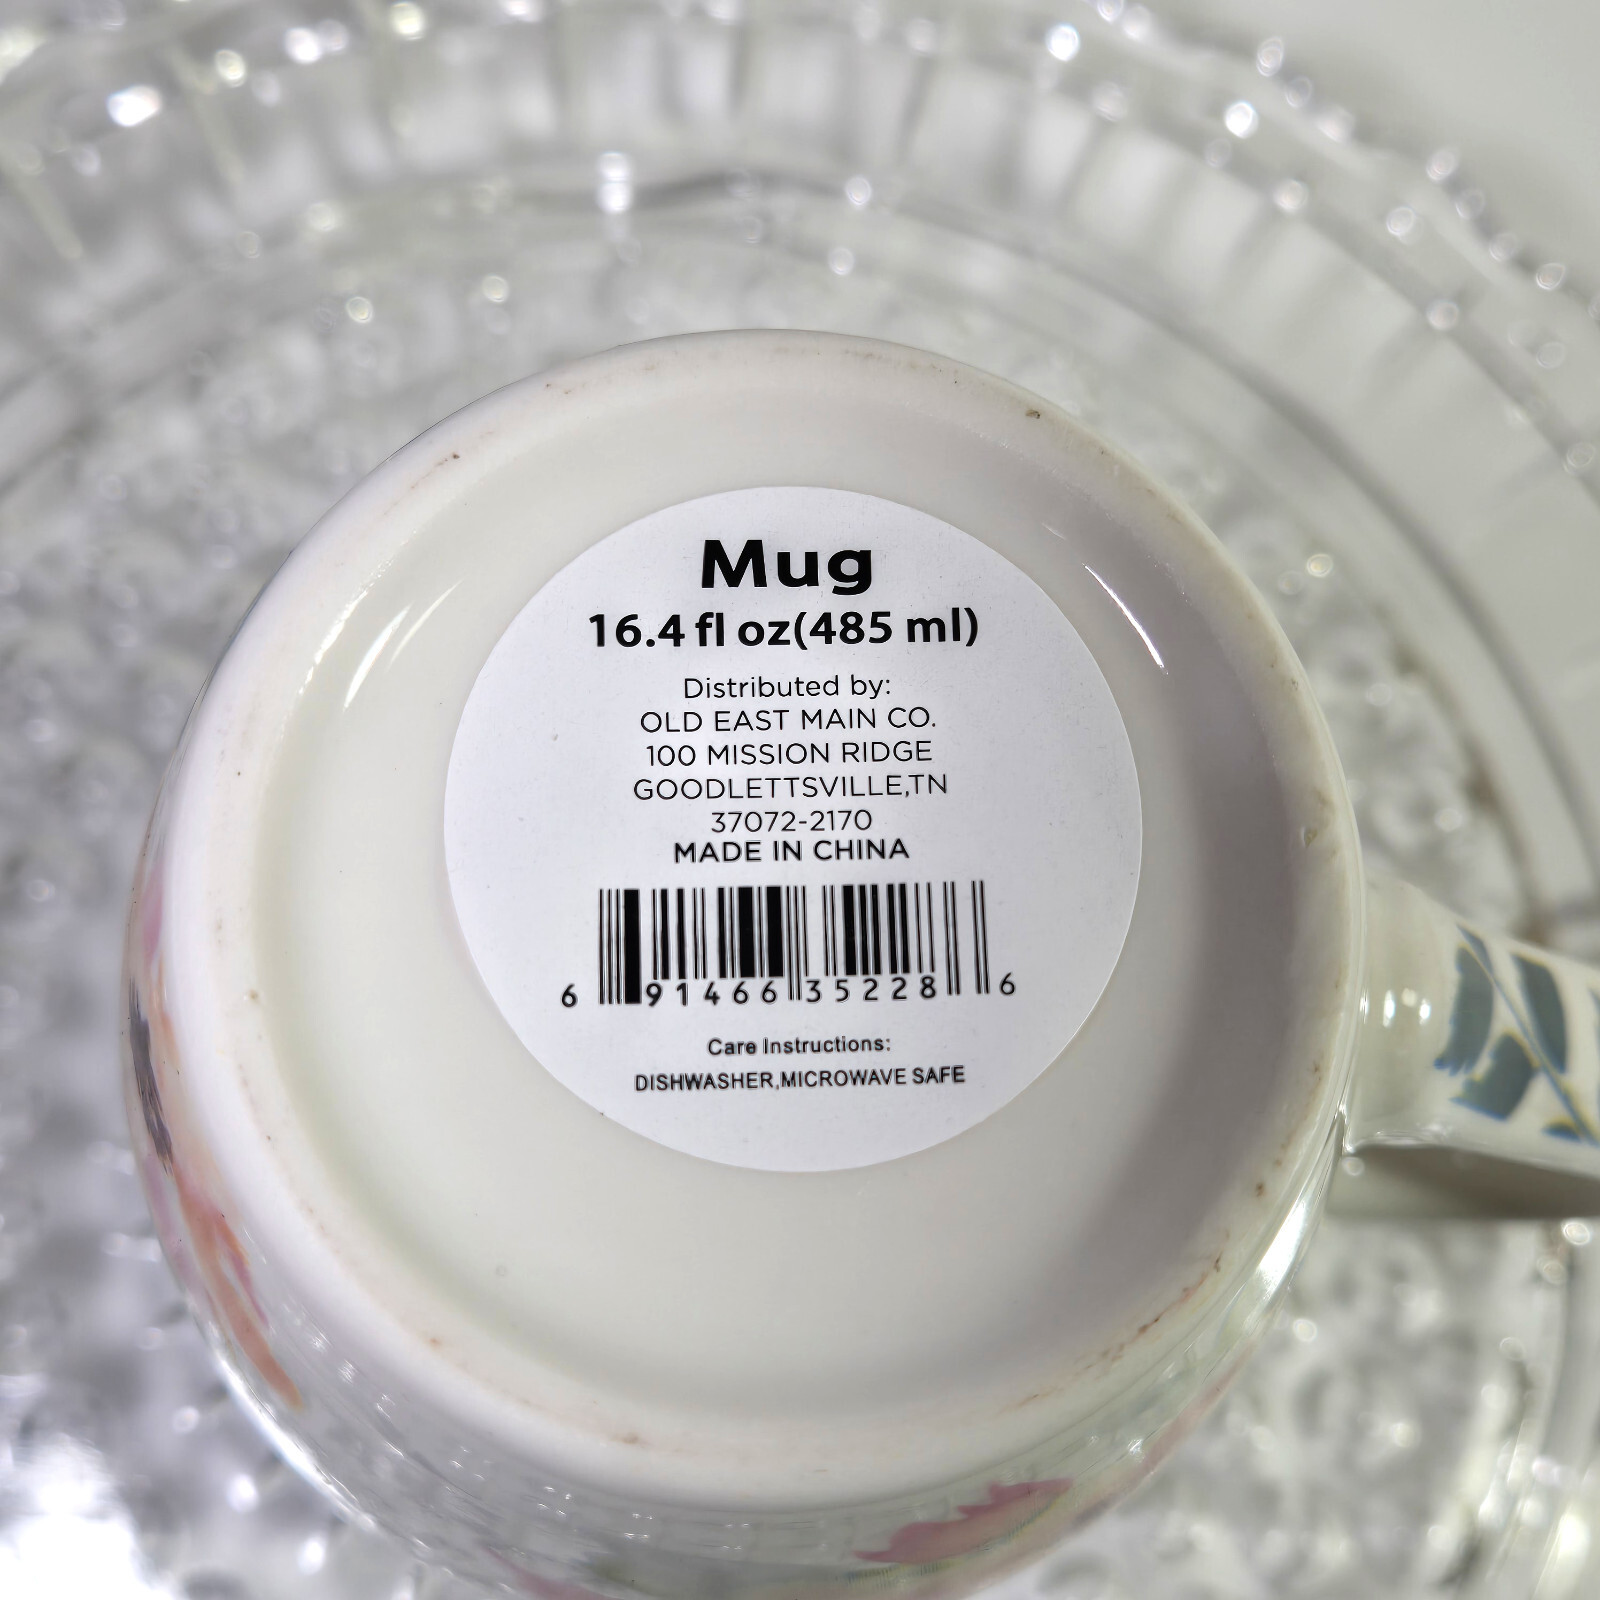 Mug
16.4 fl oz(485 ml)
Distributed by:
OLD EAST MAIN CO.
100 MISSION RIDGE
GOODLETTSVILLE,TN
37072-2170
MADE IN CHINA
6 91466 35228 6
Care Instructions:
DISHWASHER,MICROWAVE SAFE